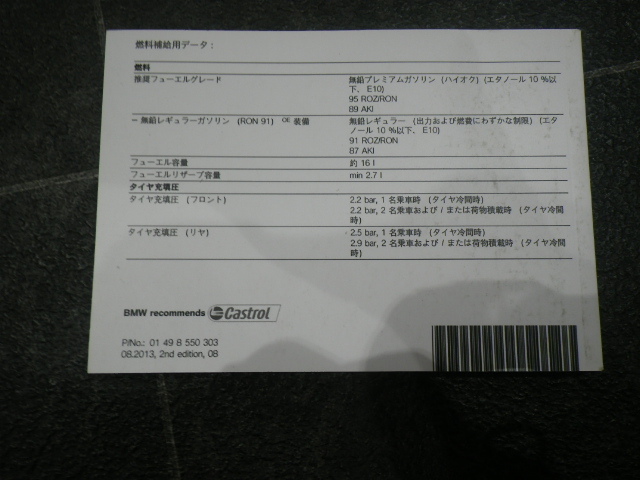 燃料補給用データ：
燃料
推奨フューエルグレード 無鉛プレミアムガソリン (ハイオク) (エタノール 10 %以
下、 E10)
95 ROZ/RON
89 AKI
– 無鉛レギュラーガソリン (RON 91) OE 装備 無鉛レギュラー (出力および燃費にわずかな制限) (エタ
ノール 10 %以下、 E10)
91 ROZ/RON
87 AKI
フューエル容量 約 16 l
フューエルリザーブ容量 min 2.7 l
タイヤ充填圧
タイヤ充填圧 (フロント) 2.2 bar, 1 名乗車時 (タイヤ冷間時)
2.2 bar, 2 名乗車および / または荷物積載時 (タイヤ冷間
時)
タイヤ充填圧 (リヤ) 2.5 bar, 1 名乗車時 (タイヤ冷間時)
2.9 bar, 2 名乗車および / または荷物積載時 (タイヤ冷間
時)
BMW recommends Castrol
P/No.: 01 49 8 550 303
08.2013, 2nd edition, 08